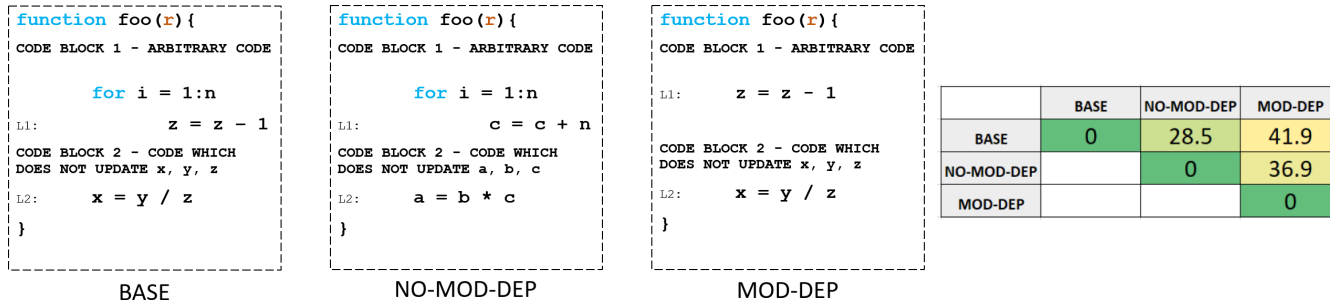 function foo(r){
CODE BLOCK 1 - ARBITRARY CODE
for i = 1:n
L1: z = z - 1
CODE BLOCK 2 - CODE WHICH
DOES NOT UPDATE x, y, z
L2: x = y / z
}
BASE
function foo(r){
CODE BLOCK 1 - ARBITRARY CODE
for i = 1:n
L1: c = c + n
CODE BLOCK 2 - CODE WHICH
DOES NOT UPDATE a, b, c
L2: a = b * c
}
NO-MOD-DEP
function foo(r){
CODE BLOCK 1 - ARBITRARY CODE
L1: z = z - 1
CODE BLOCK 2 - CODE WHICH
DOES NOT UPDATE x, y, z
L2: x = y / z
}
MOD-DEP
BASE NO-MOD-DEP MOD-DEP
BASE 0 28.5 41.9
NO-MOD-DEP 0 36.9
MOD-DEP 0